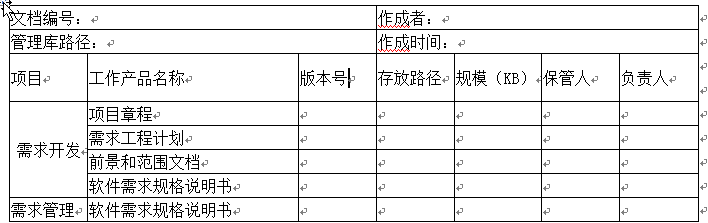 文档编号： 作成者：
管理库路径： 作成时间：
项目 工作产品名称 版本号 存放路径 规模（KB） 保管人 负责人
项目章程
需求工程计划
需求开发 前景和范围文档
软件需求规格说明书
需求管理 软件需求规格说明书